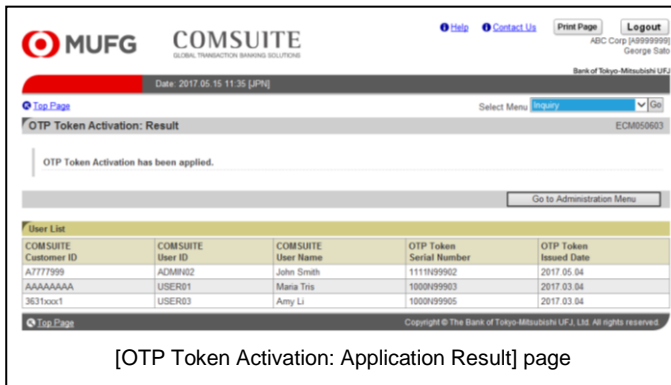 MUFG
COMSUITE
GLOBAL TRANSACTION BANKING SOLUTIONS
Help Contact Us Print Page Logout
ABC Corp [A9999999]
George Sato
Bank of Tokyo-Mitsubishi UFJ
Date: 2017.05.15 11:35 [JPN]
Top Page Select Menu Inquiry Go
OTP Token Activation: Result ECM050603
OTP Token Activation has been applied.
Go to Administration Menu
User List
COMSUITE COMSUITE COMSUITE OTP Token OTP Token
Customer ID User ID User Name Serial Number Issued Date
A7777999 ADMIN02 John Smith 1111N99902 2017.05.04
AAAAAAAA USER01 Maria Tris 1000N99903 2017.03.04
3631xxx1 USER03 Amy Li 1000N99905 2017.03.04
Top Page Copyright © The Bank of Tokyo-Mitsubishi UFJ, Ltd. All rights reserved.
[OTP Token Activation: Application Result] page